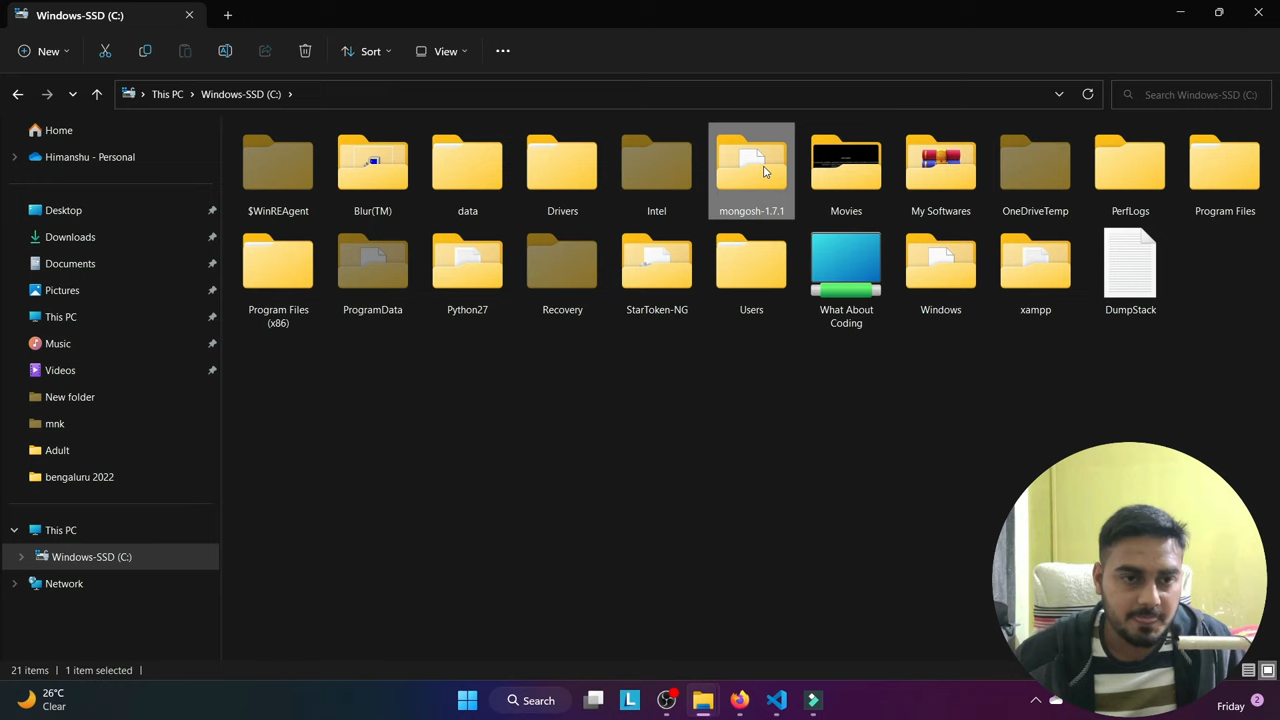 Windows-SSD (C:)
New
Sort
View
This PC
Windows-SSD (C:)
Search Windows-SSD (C:)
Home
Himanshu - Personal
Desktop
Downloads
Documents
Pictures
This PC
Music
Videos
New folder
mnk
Adult
bengaluru 2022
This PC
Windows-SSD (C:)
Network
$WinREAgent
Blur(TM)
data
Drivers
Intel
mongosh-1.7.1
Movies
My Softwares
OneDriveTemp
PerfLogs
Program Files
Program Files
(x86)
ProgramData
Python27
Recovery
StarToken-NG
Users
What About
Coding
Windows
xampp
DumpStack
21 items
1 item selected
26°C
Clear
Search
L
Friday
2